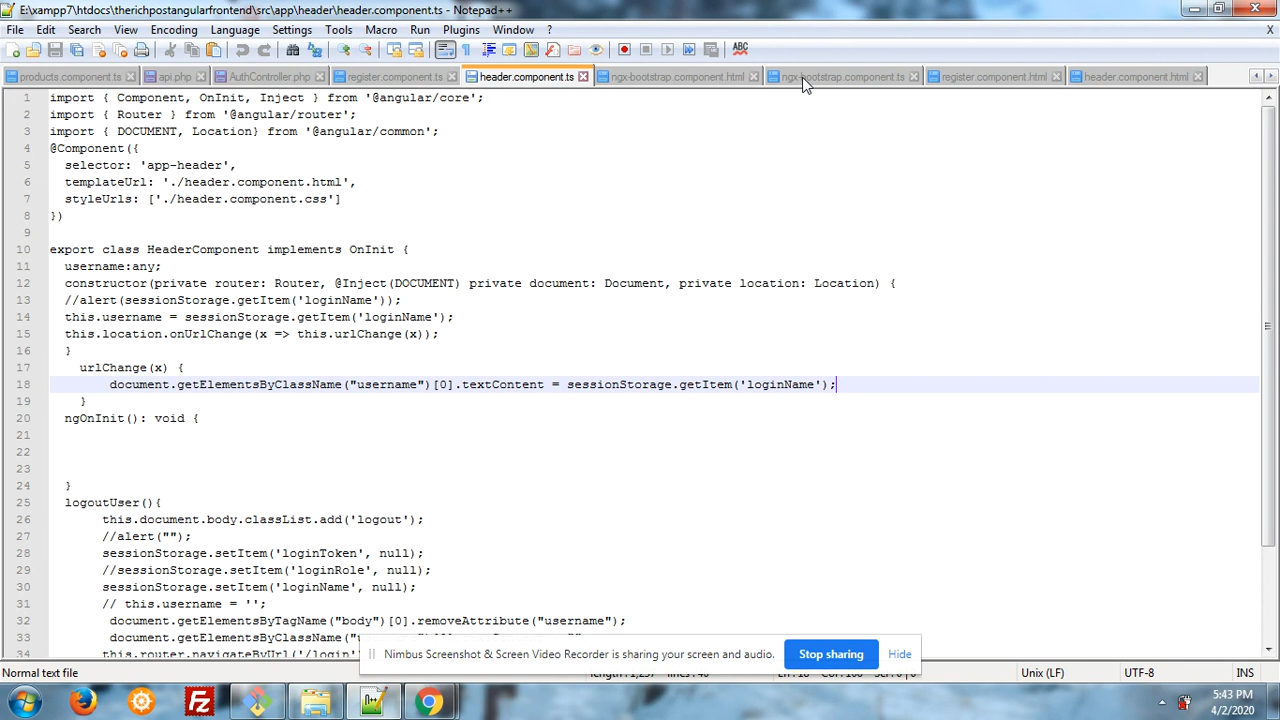 E:\xampp7\htdocs\therichpostangularfrontend\src\app\header\header.component.ts - Notepad++
File Edit Search View Encoding Language Settings Tools Macro Run Plugins Window ? X
products.component.ts api.php AuthController.php register.component.ts header.component.ts ngx-bootstrap.component.html ngx-bootstrap.component.ts register.component.html header.component.html
1 import { Component, OnInit, Inject } from '@angular/core';
2 import { Router } from '@angular/router';
3 import { DOCUMENT, Location} from '@angular/common';
4 @Component({
5 selector: 'app-header',
6 templateUrl: './header.component.html',
7 styleUrls: ['./header.component.css']
8 })
9
10 export class HeaderComponent implements OnInit {
11 username:any;
12 constructor(private router: Router, @Inject(DOCUMENT) private document: Document, private location: Location) {
13 //alert(sessionStorage.getItem('loginName'));
14 this.username = sessionStorage.getItem('loginName');
15 this.location.onUrlChange(x => this.urlChange(x));
16 }
17 urlChange(x) {
18 document.getElementsByClassName("username")[0].textContent = sessionStorage.getItem('loginName');
19 }
20 ngOnInit(): void {
21
22
23
24 }
25 logoutUser(){
26 this.document.body.classList.add('logout');
27 //alert("");
28 sessionStorage.setItem('loginToken', null);
29 //sessionStorage.setItem('loginRole', null);
30 sessionStorage.setItem('loginName', null);
31 // this.username = '';
32 document.getElementsByTagName("body")[0].removeAttribute("username");
33 document.getElementsByClassName(
34 this.router.navigateByUrl('/login'
Nimbus Screenshot & Screen Video Recorder is sharing your screen and audio. Stop sharing Hide
Normal text file Unix (LF) UTF-8 INS
5:43 PM
4/2/2020